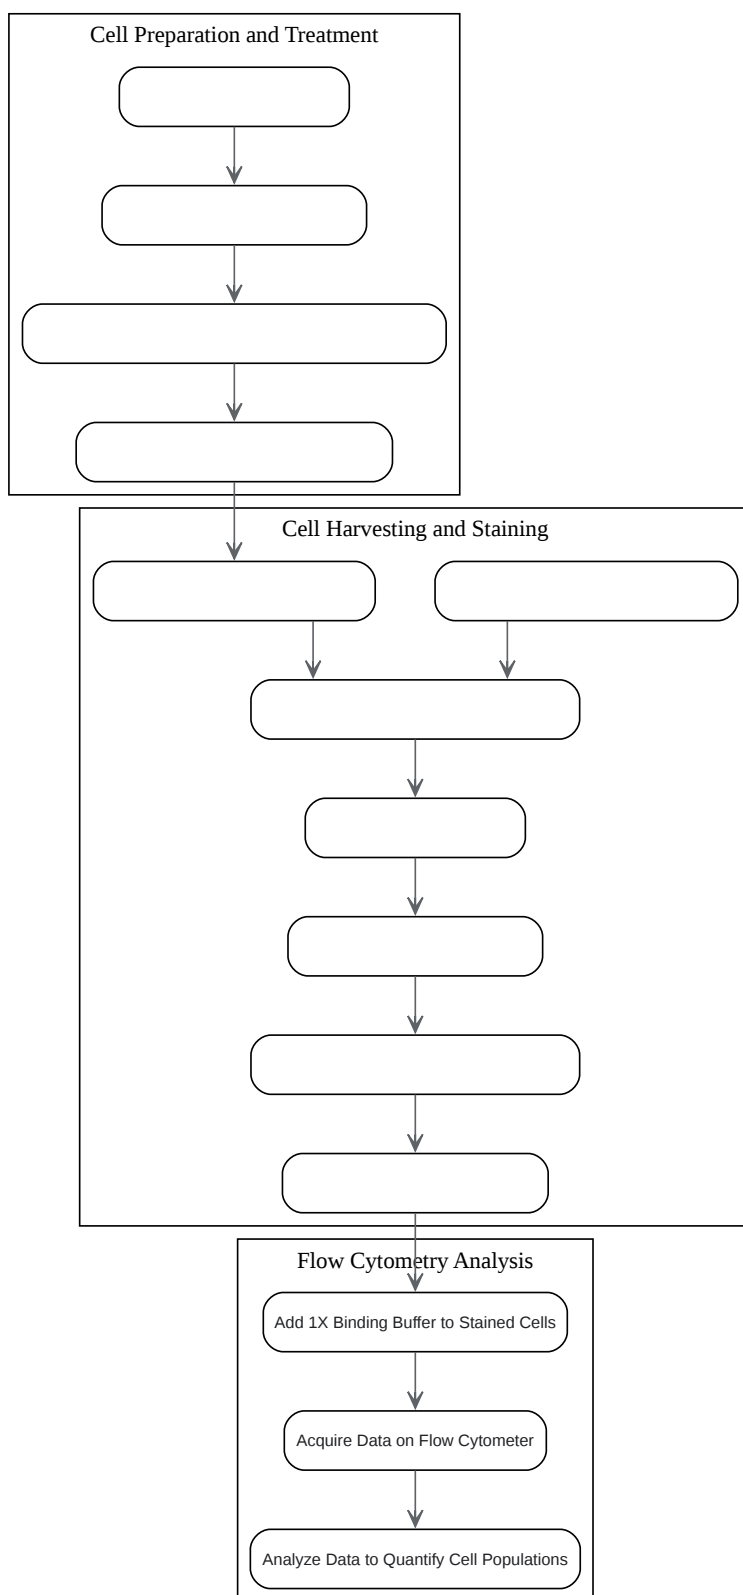 Cell Preparation and Treatment
Cell Harvesting and Staining
Flow Cytometry Analysis
Add 1X Binding Buffer to Stained Cells
Acquire Data on Flow Cytometer
Analyze Data to Quantify Cell Populations